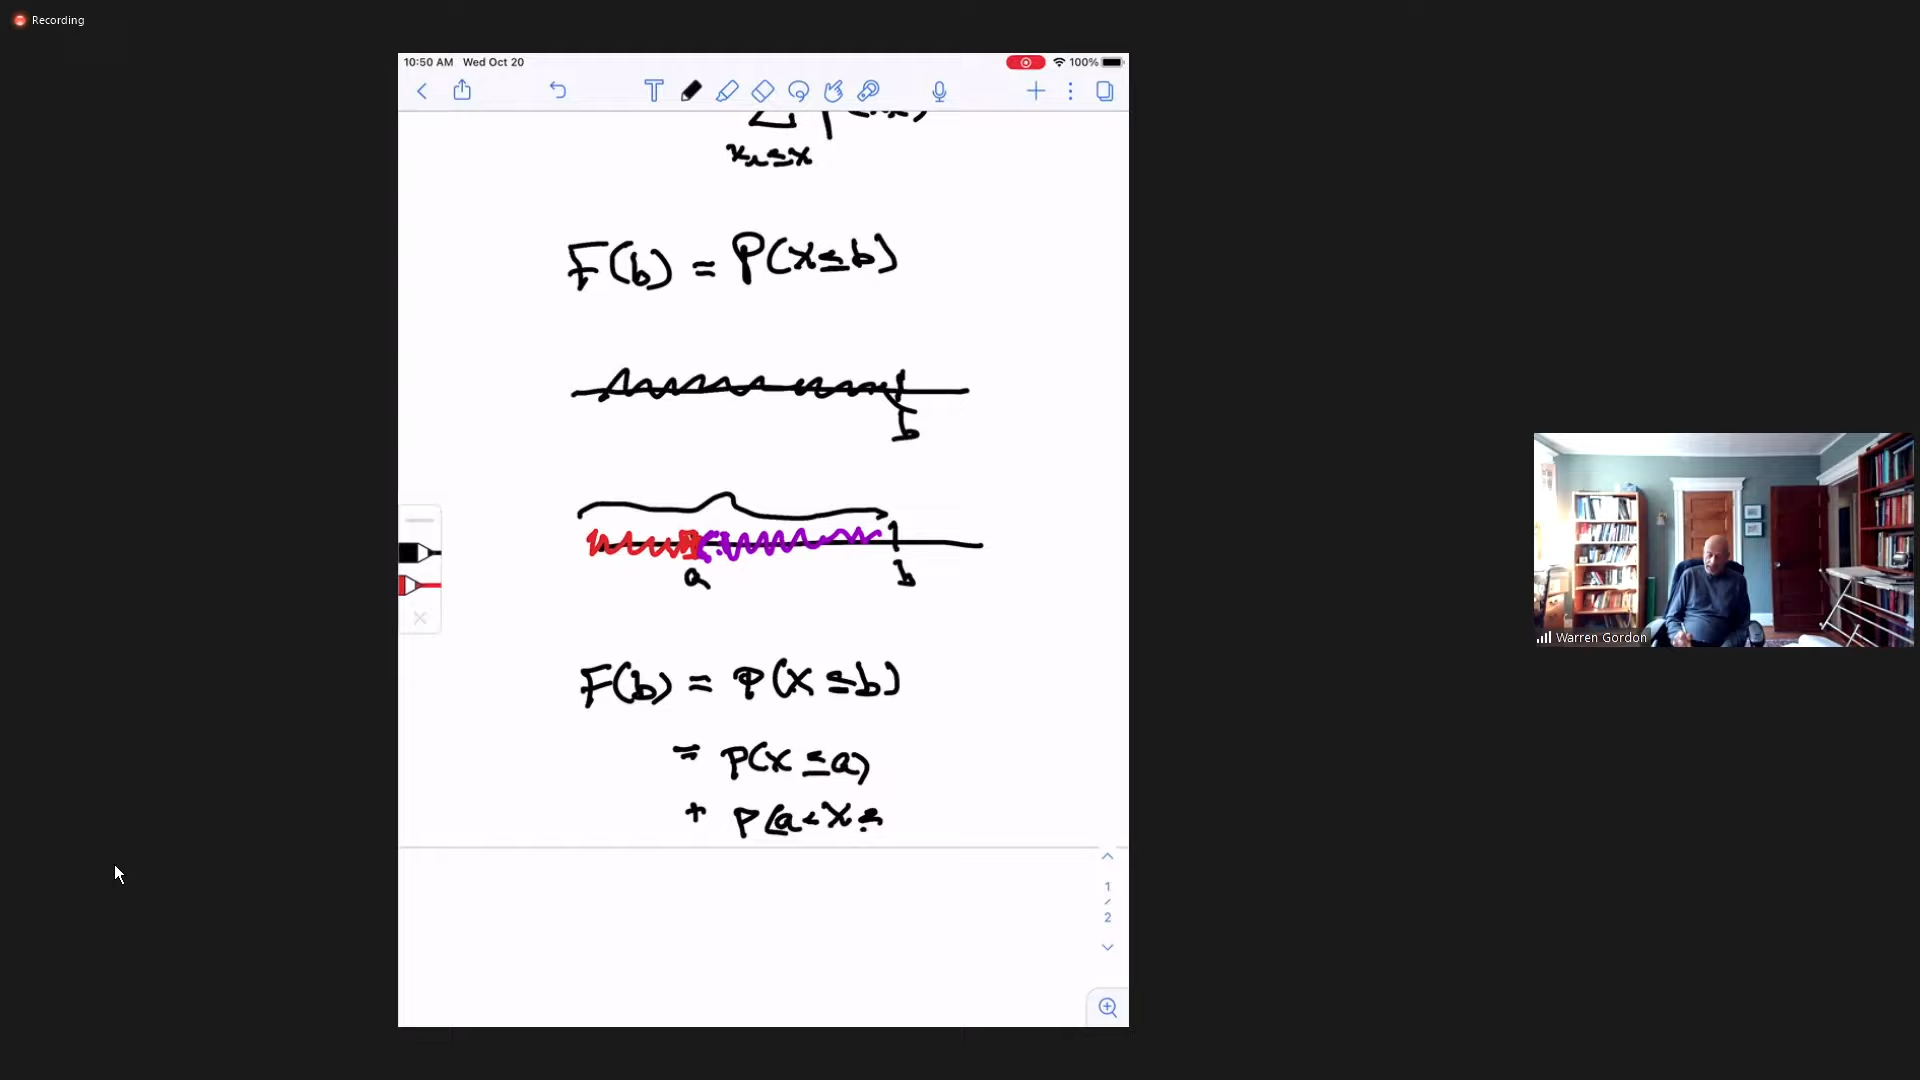 Recording
10:50 AM Wed Oct 20
100%
T
xᵢ≤x
F(b) = P(X≤b)
b
a b
F(b) = P(X≤b)
= P(X≤a)
+ P(a<X≤
1
/
2
Warren Gordon